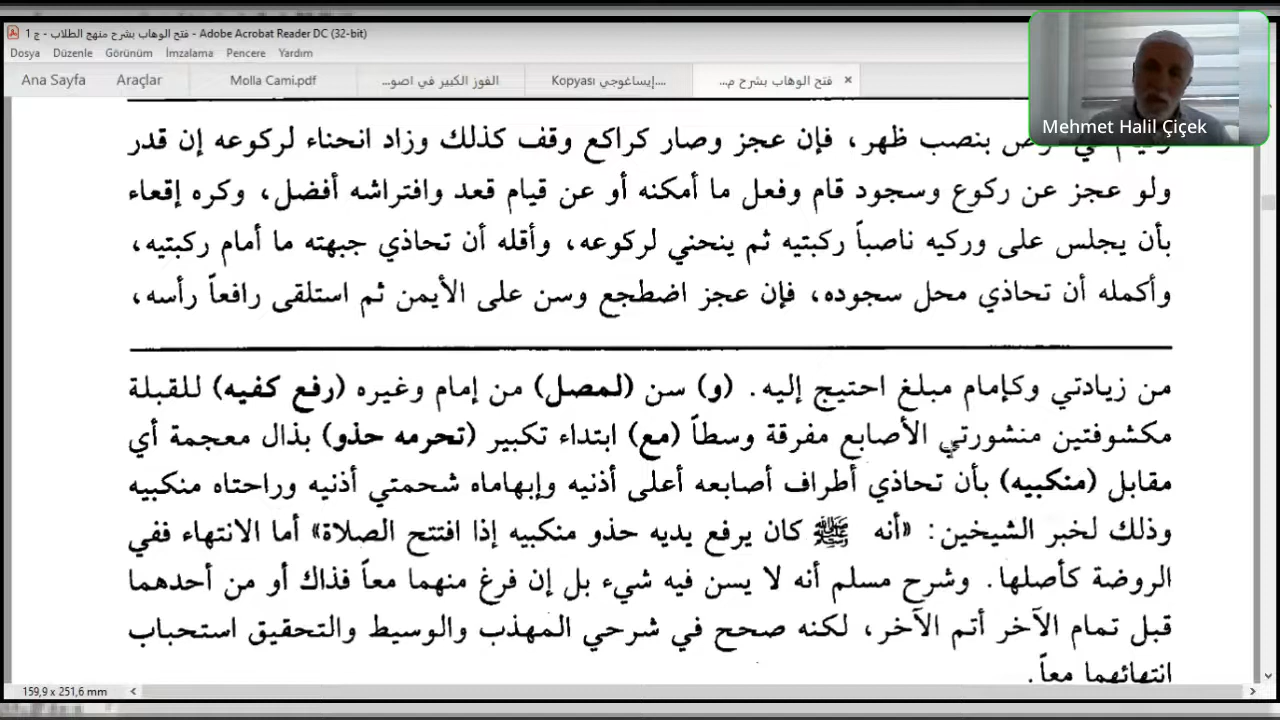 فتح الوهاب بشرح منهج الطلاب - ج 1 - Adobe Acrobat Reader DC (32-bit)
Dosya Düzenle Görünüm İmzalama Pencere Yardım
Ana Sayfa Araçlar Molla Cami.pdf الفوز الكبير في اصو... Kopyası إيساغوجي.... فتح الوهاب بشرح م... ×
Mehmet Halil Çiçek
بنصب ظهر، فإن عجز وصار كراكع وقف كذلك وزاد انحناء لركوعه إن قدر
ولو عجز عن ركوع وسجود قام وفعل ما أمكنه أو عن قيام قعد وافتراشه أفضل، وكره إقعاء
بأن يجلس على وركيه ناصباً ركبتيه ثم ينحني لركوعه، وأقله أن تحاذي جبهته ما أمام ركبتيه،
وأكمله أن تحاذي محل سجوده، فإن عجز اضطجع وسن على الأيمن ثم استلقى رافعاً رأسه،
من زيادتي وكإمام مبلغ احتيج إليه. (و) سن (لمصل) من إمام وغيره (رفع كفيه) للقبلة
مكشوفتين منشورتي الأصابع مفرقة وسطاً (مع) ابتداء تكبير (تحرمه حذو) بذال معجمة أي
مقابل (منكبيه) بأن تحاذي أطراف أصابعه أعلى أذنيه وإبهاماه شحمتي أذنيه وراحتاه منكبيه
وذلك لخبر الشيخين: «أنه ﷺ كان يرفع يديه حذو منكبيه إذا افتتح الصلاة» أما الانتهاء ففي
الروضة كأصلها. وشرح مسلم أنه لا يسن فيه شيء بل إن فرغ منهما معاً فذاك أو من أحدهما
قبل تمام الآخر أتم الآخر، لكنه صحح في شرحي المهذب والوسيط والتحقيق استحباب
انتهائهما معاً.
159,9 x 251,6 mm